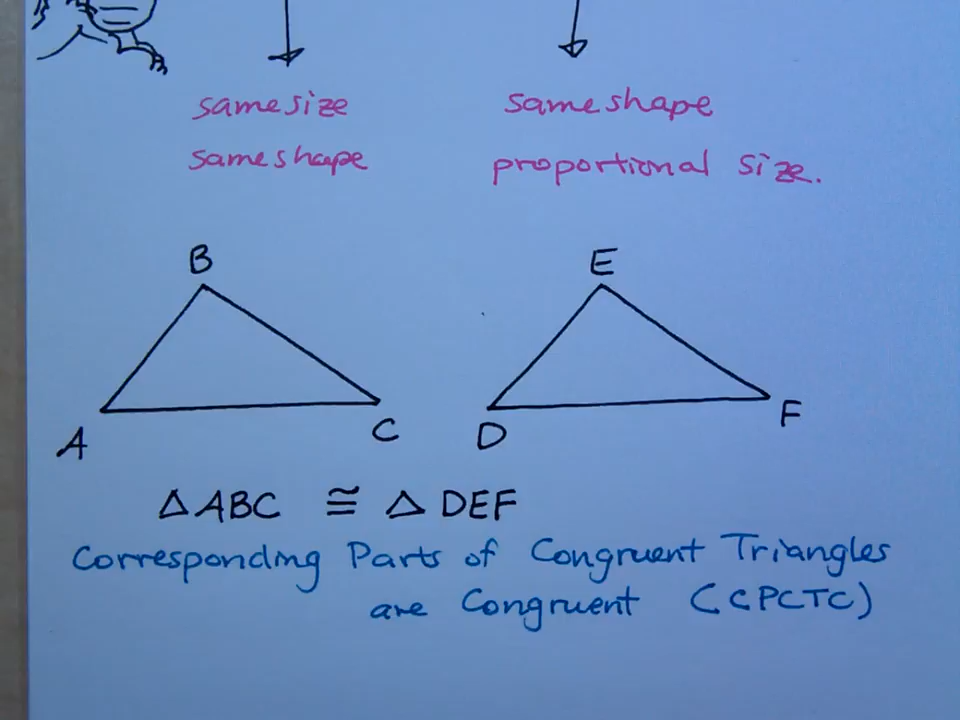 same size
same shape
same shape
proportional size.
B
E
A
C
D
F
△ABC ≅ △DEF
Corresponding Parts of Congruent Triangles
are Congruent (CPCTC)